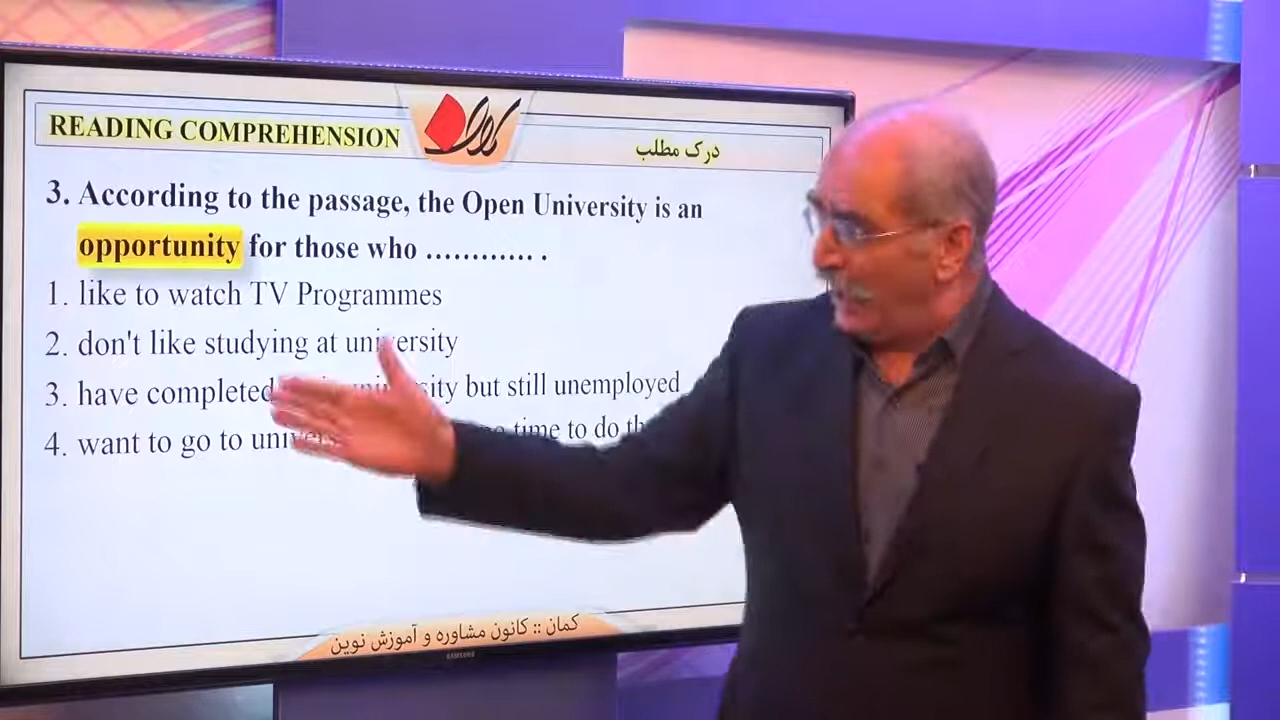 READING COMPREHENSION
درک مطلب
3. According to the passage, the Open University is an
opportunity for those who ............ .
1. like to watch TV Programmes
2. don't like studying at university
3. have completed but still unemployed
4. want to go to time to do
کمان :: کانون مشاوره و آموزش نوین
SAMSUNG